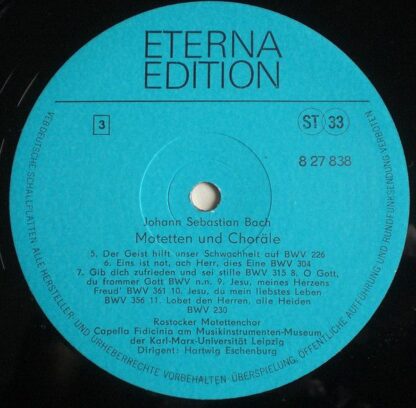 ETERNA
EDITION
3
ST 33
8 27 838
Johann Sebastian Bach
Motetten und Choräle
5. Der Geist hilft unser Schwachheit auf BWV 226
6. Eins ist not, ach Herr, dies Eine BWV 304
7. Gib dich zufrieden und sei stille BWV 315 8. O Gott,
du frommer Gott BWV n.n. 9. Jesu, meines Herzens
Freud' BWV 361 10. Jesu, du mein liebstes Leben
BWV 356 11. Lobet den Herren, alle Heiden
BWV 230
Rostocker Motettenchor
Capella Fidicinia am Musikinstrumenten-Museum
der Karl-Marx-Universität Leipzig
Dirigent: Hartwig Eschenburg
VEB DEUTSCHE SCHALLPLATTEN ALLE HERSTELLER- UND URHEBERRECHTE VORBEHALTEN · ÜBERSPIELUNG, ÖFFENTLICHE AUFFÜHRUNG UND RUNDFUNKSENDUNG VERBOTEN